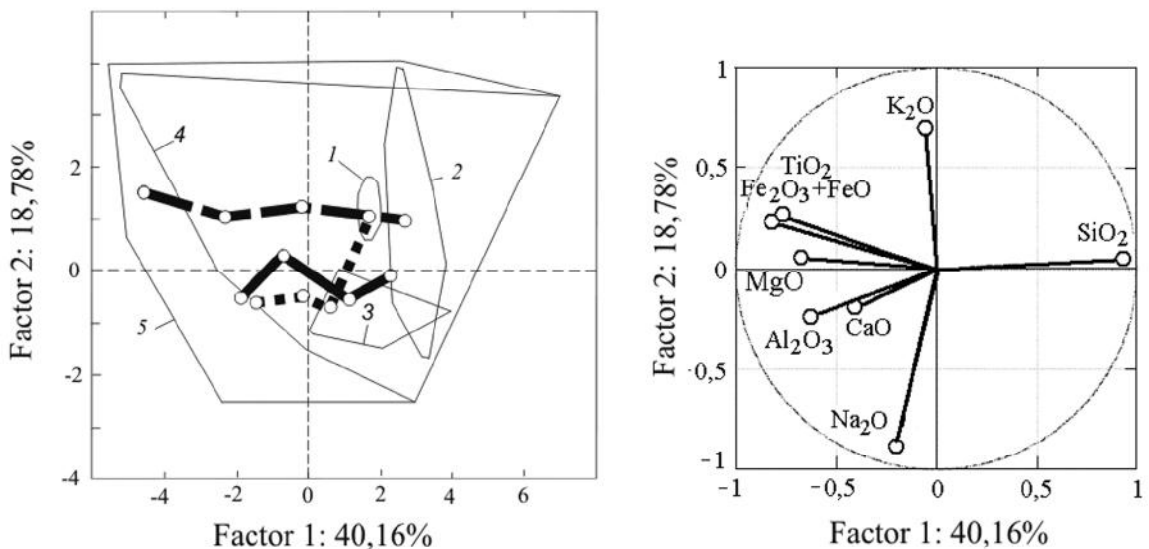 Factor 2: 18,78%
2
0
-2
-4
-4
-2
0
2
4
6
4
1
2
3
5
Factor 1: 40,16%
Factor 2: 18,78%
1
0,5
0
-0,5
-1
-1
-0,5
0
0,5
1
K₂O
TiO₂
Fe₂O₃+FeO
SiO₂
MgO
CaO
Al₂O₃
Na₂O
Factor 1: 40,16%